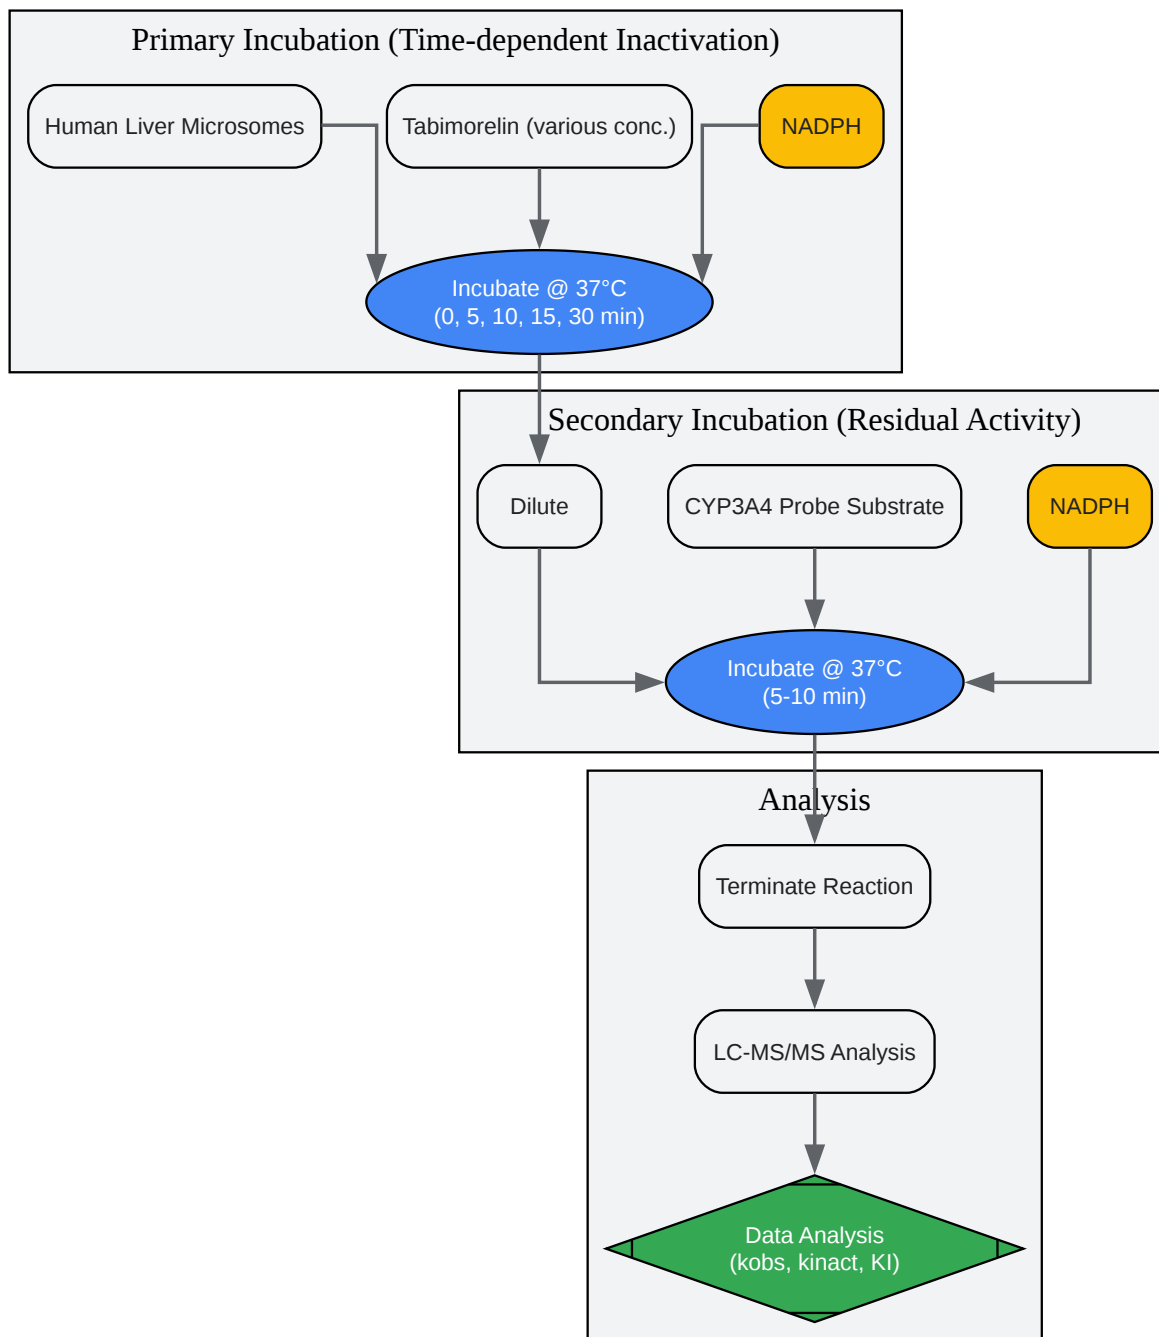 Primary Incubation (Time-dependent Inactivation)
Human Liver Microsomes
Tabimorelin (various conc.)
NADPH
Incubate @ 37°C
(0, 5, 10, 15, 30 min)
Secondary Incubation (Residual Activity)
Dilute
CYP3A4 Probe Substrate
NADPH
Incubate @ 37°C
(5-10 min)
Analysis
Terminate Reaction
LC-MS/MS Analysis
Data Analysis
(kobs, kinact, KI)